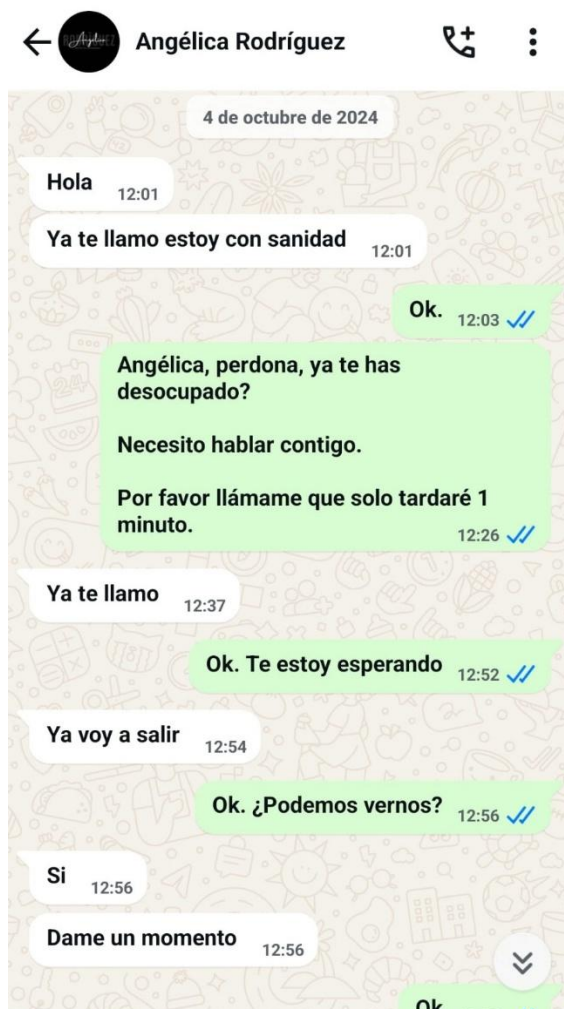 Angélica Rodríguez
4 de octubre de 2024
Hola 12:01
Ya te llamo estoy con sanidad 12:01
Ok. 12:03
Angélica, perdona, ya te has
desocupado?
Necesito hablar contigo.
Por favor llámame que solo tardaré 1
minuto. 12:26
Ya te llamo 12:37
Ok. Te estoy esperando 12:52
Ya voy a salir 12:54
Ok. ¿Podemos vernos? 12:56
Si 12:56
Dame un momento 12:56
Ok